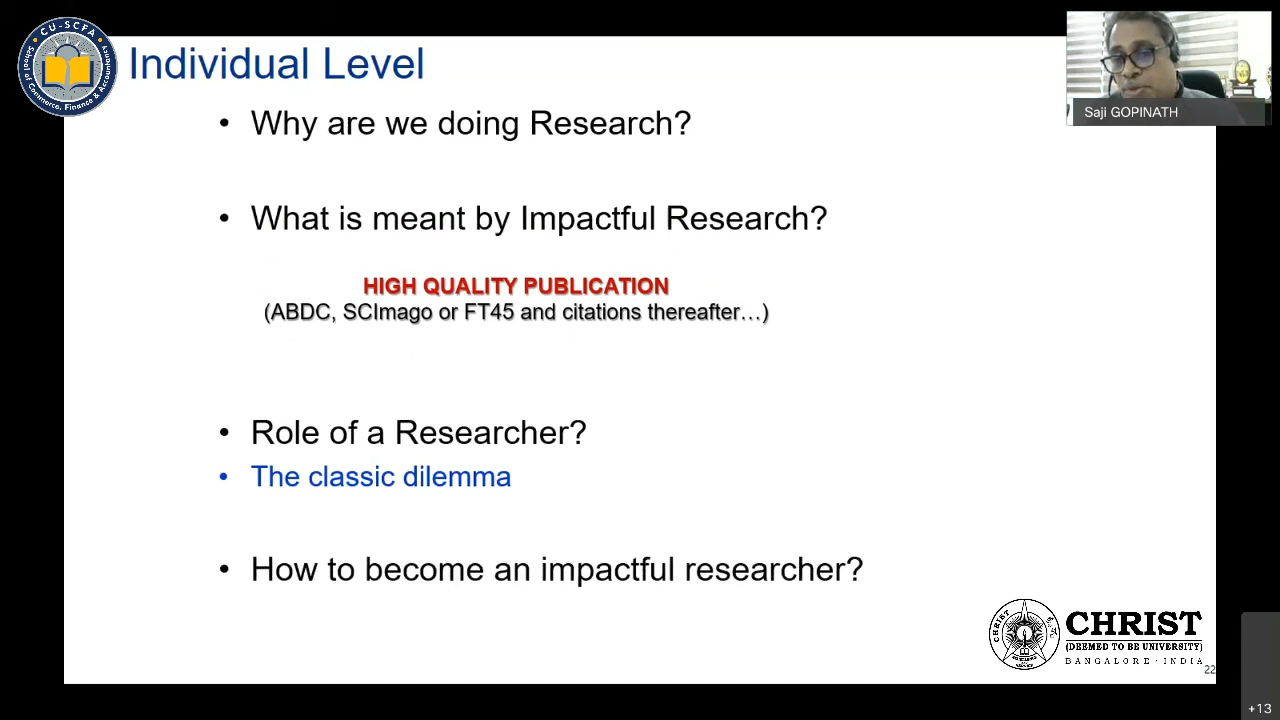 CU-SCFA
School of Commerce, Finance & Accountancy
Individual Level
Saji GOPINATH
• Why are we doing Research?
• What is meant by Impactful Research?
HIGH QUALITY PUBLICATION
(ABDC, SCImago or FT45 and citations thereafter…)
• Role of a Researcher?
• The classic dilemma
• How to become an impactful researcher?
CHRIST
CHRIST
(DEEMED TO BE UNIVERSITY)
BANGALORE · INDIA
22
+13